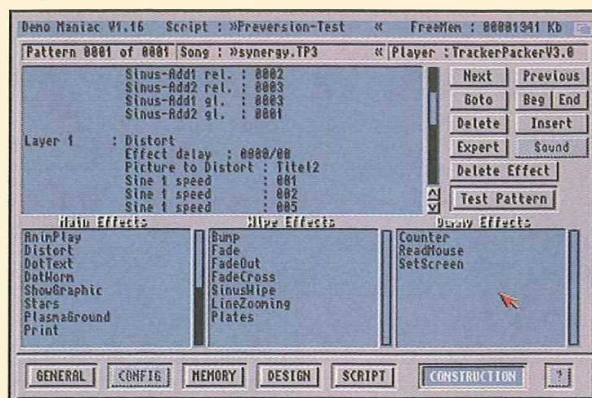 Demo Maniac V1.16 Script : »Preversion-Test « FreeMem : 00001341 Kb
Pattern 0001 of 0001 Song : »synergy.TP3 « Player :TrackerPackerV3.0
Sinus-Add1 rel. : 0002
Sinus-Add2 rel. : 0003
Sinus-Add1 gl. : 0003
Sinus-Add2 gl. : 0001
Layer 1 : Distort
Effect delay : 0000/00
Picture to Distort : Titel2
Sine 1 speed : 001
Sine 1 speed : 002
Sine 1 speed : 005
Next Previous
Goto Beg End
Delete Insert
Expert Sound
Delete Effect
Test Pattern
Main Effects
AnimPlay
Distort
DotText
DotWorm
ShowGraphic
Stars
PlasmaGround
Print
Wipe Effects
Bump
Fade
FadeOut
FadeCross
SinusWipe
LineZooming
Plates
Dummy Effects
Counter
ReadMouse
SetScreen
GENERAL CONFIG MEMORY DESIGN SCRIPT CONSTRUCTION ?